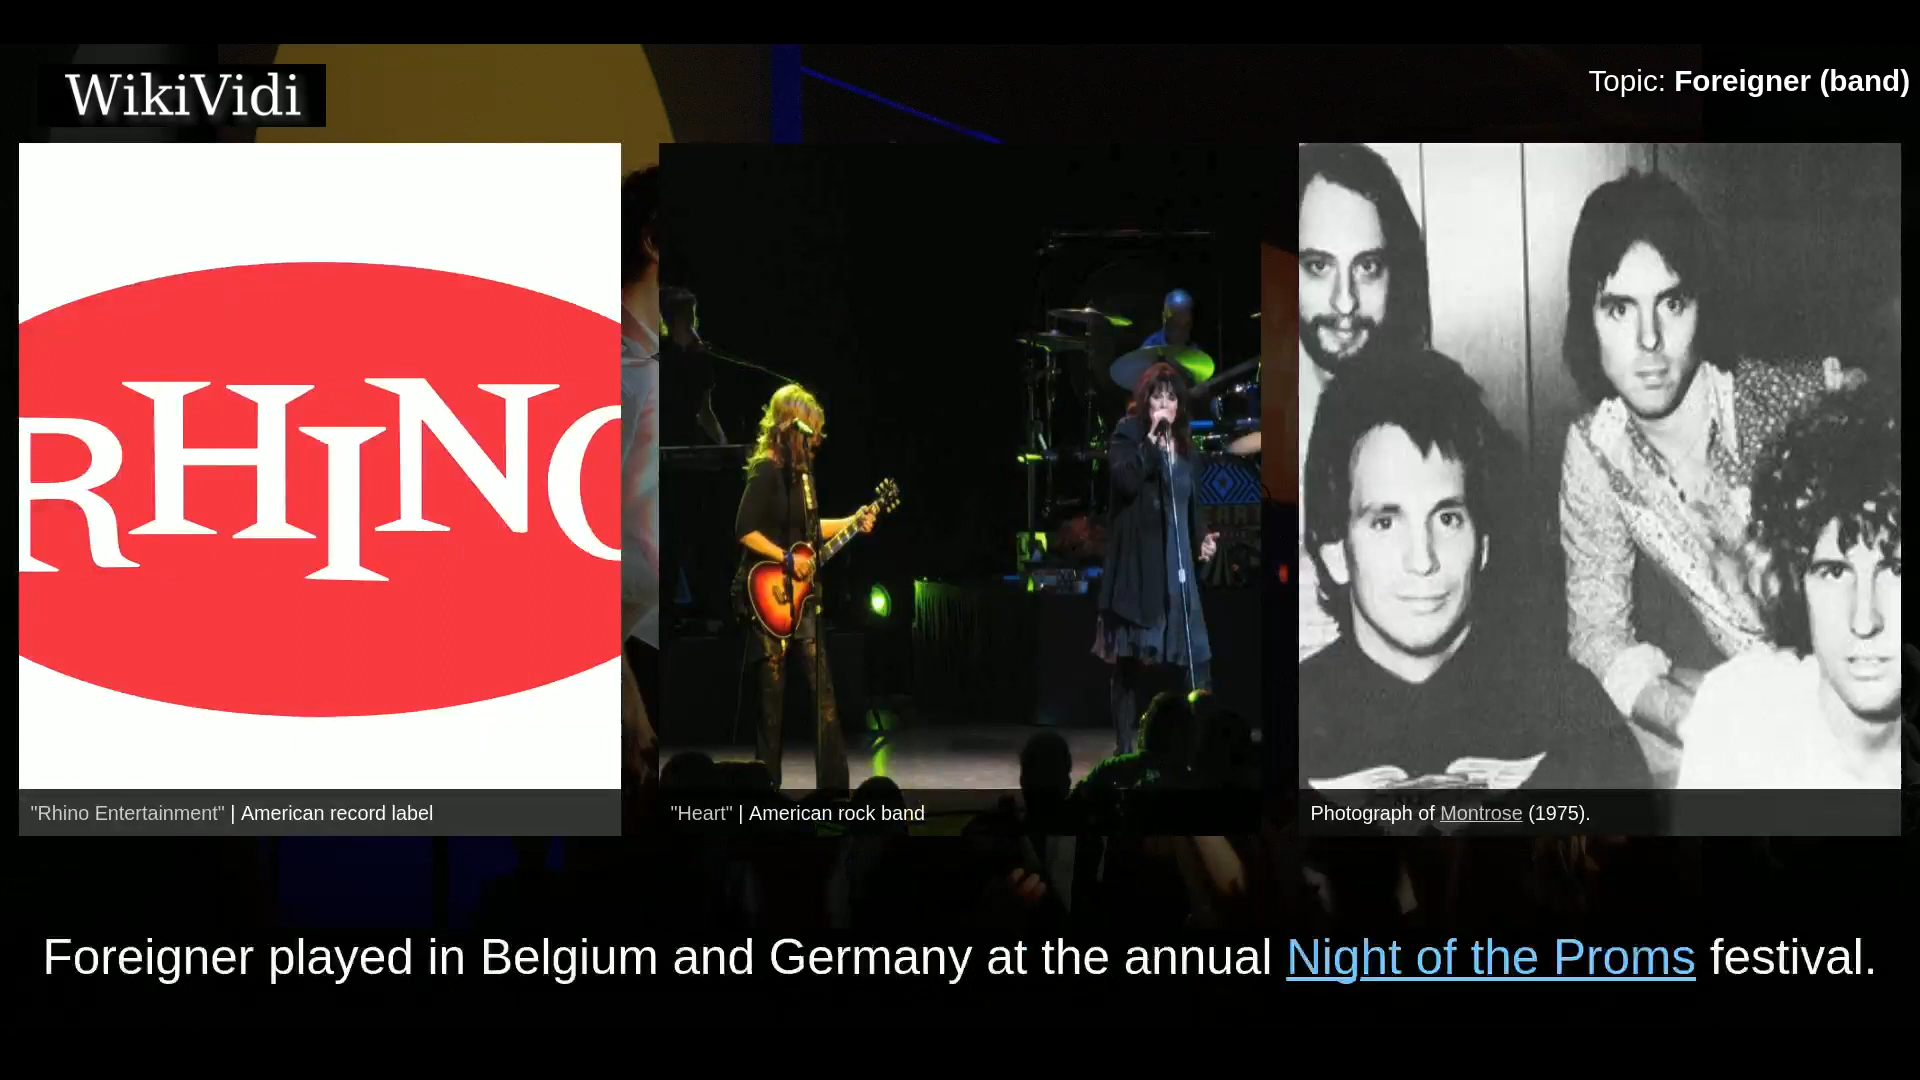 WikiVidi
Topic: Foreigner (band)
RHINO
"Rhino Entertainment" | American record label
"Heart" | American rock band
Photograph of Montrose (1975).
Foreigner played in Belgium and Germany at the annual Night of the Proms festival.